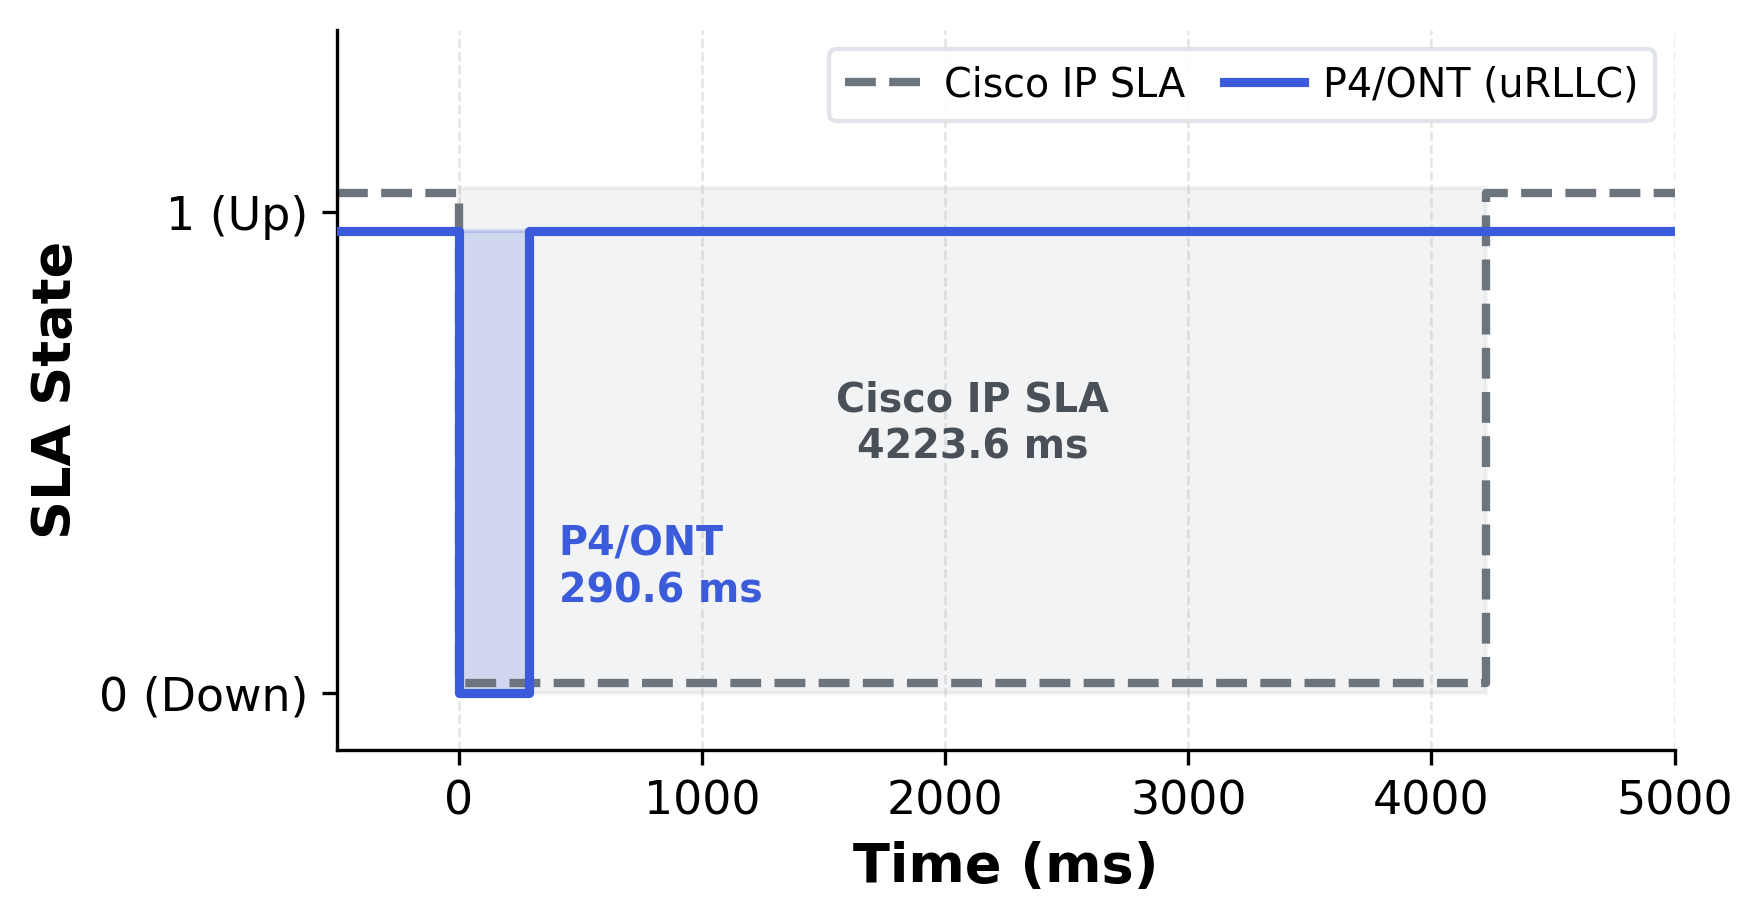 Cisco IP SLA
P4/ONT (uRLLC)
SLA State
1 (Up)
0 (Down)
Cisco IP SLA
4223.6 ms
P4/ONT
290.6 ms
0 1000 2000 3000 4000 5000
Time (ms)